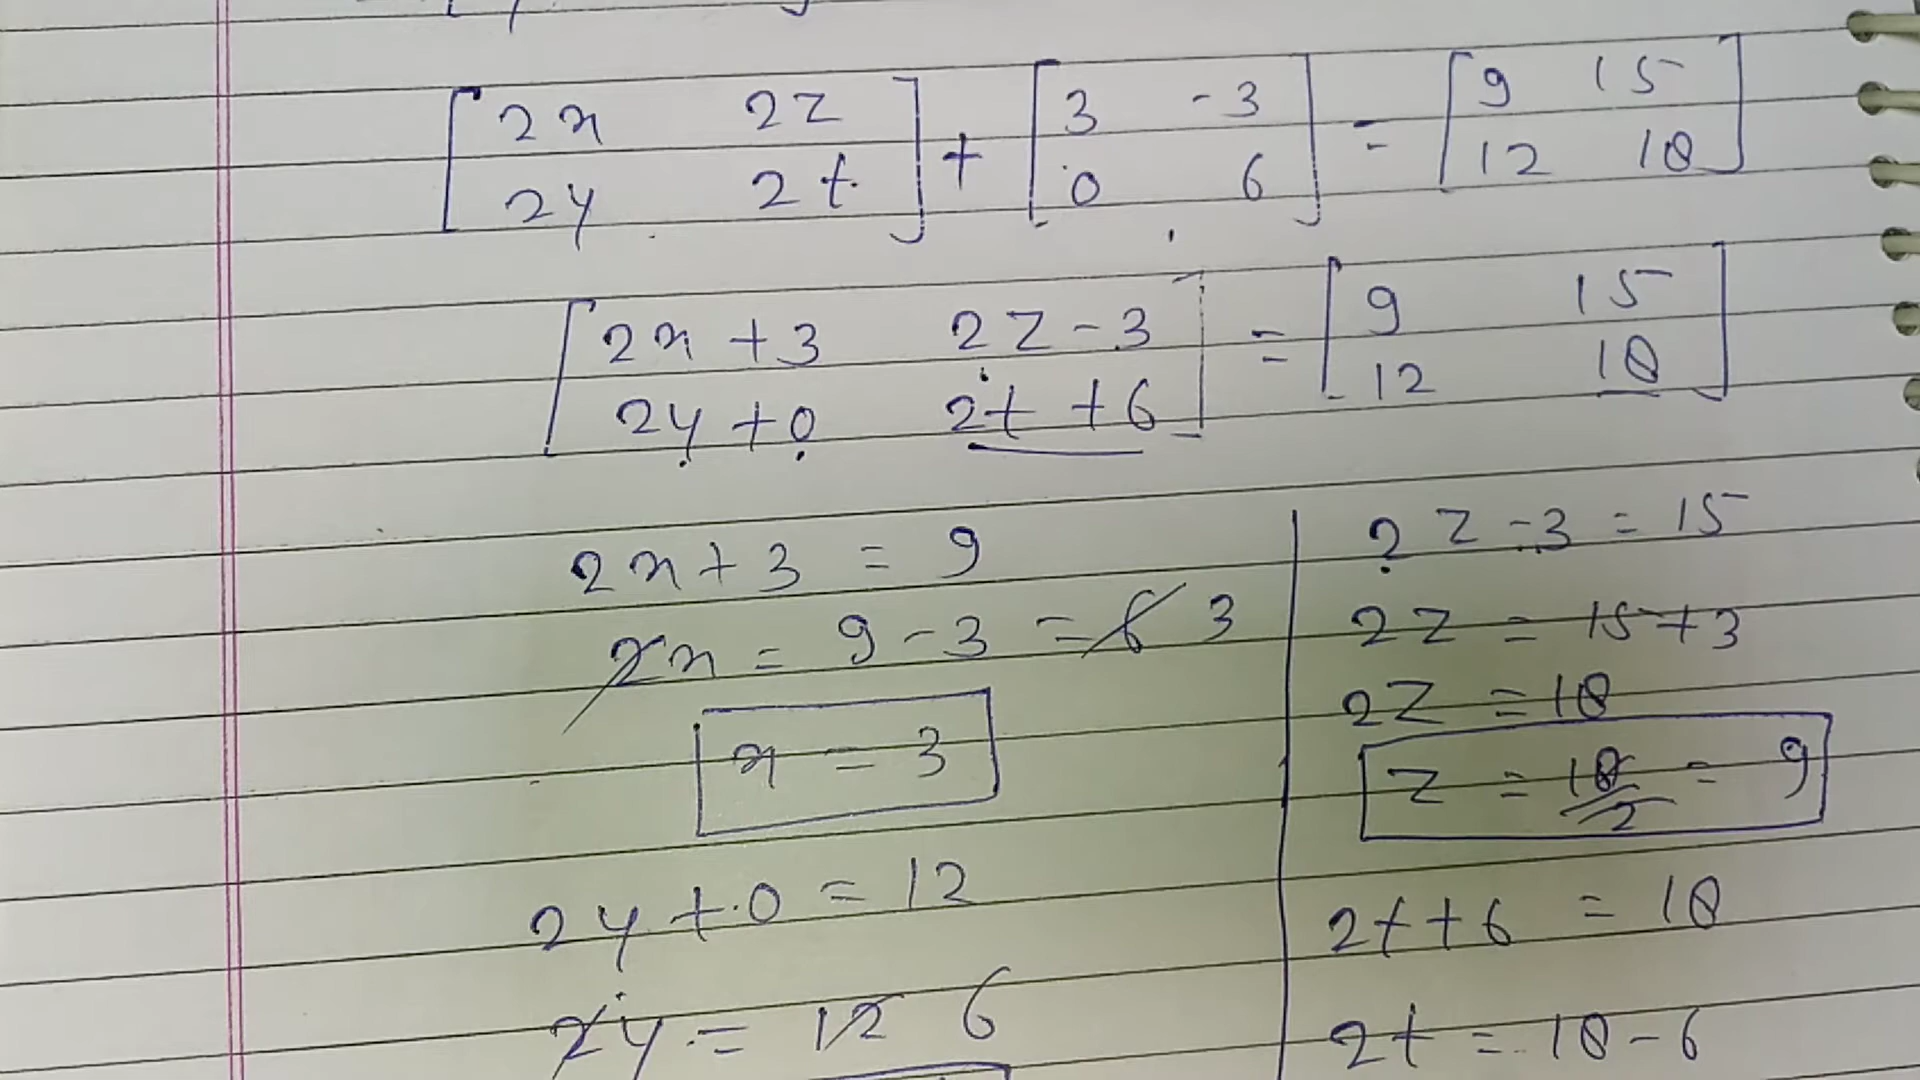 [2x 2z] + [3 -3] = [9 15]
[2y 2t] [0 6] [12 18]
[2x + 3 2z - 3] = [9 15]
[2y + 0 2t + 6] [12 18]
2x + 3 = 9
2x = 9 - 3 = 6 3
x = 3
2y + 0 = 12
2y = 12 6
2z - 3 = 15
2z = 15 + 3
2z = 18
z = 18/2 = 9
2t + 6 = 18
2t = 18 - 6